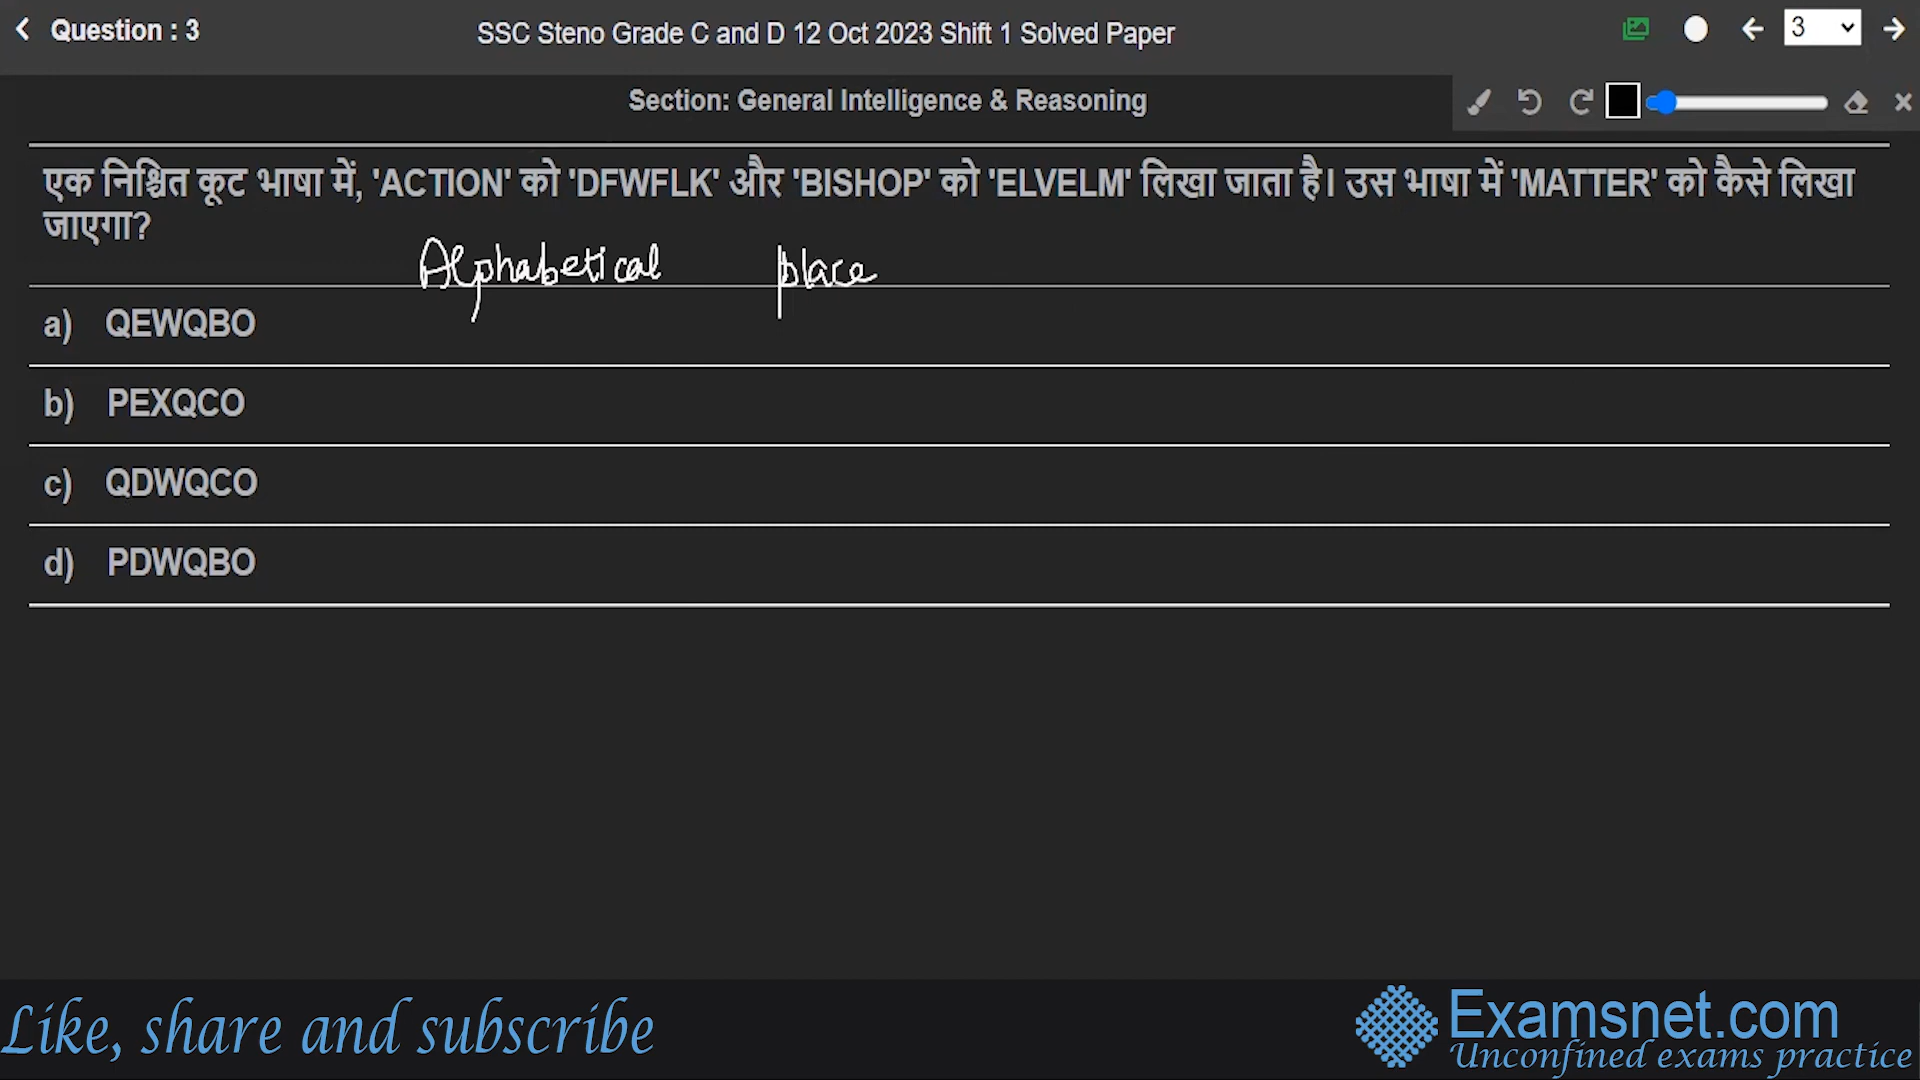 Question : 3
SSC Steno Grade C and D 12 Oct 2023 Shift 1 Solved Paper
3
Section: General Intelligence & Reasoning
एक निश्चित कूट भाषा में, 'ACTION' को 'DFWFLK' और 'BISHOP' को 'ELVELM' लिखा जाता है। उस भाषा में 'MATTER' को कैसे लिखा
जाएगा?
Alphabetical place
a) QEWQBO
b) PEXQCO
c) QDWQCO
d) PDWQBO
Like, share and subscribe
Examsnet.com
Unconfined exams practice